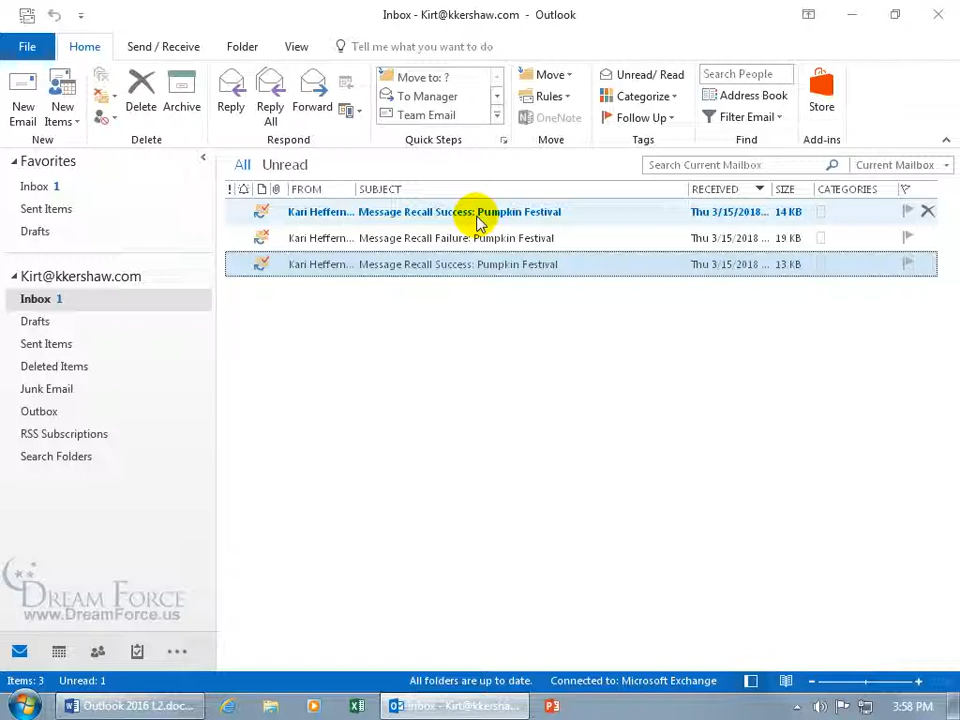 Inbox - Kirt@kkershaw.com - Outlook
File Home Send / Receive Folder View Tell me what you want to do
New Email
New Items
Delete
Archive
Reply
Reply All
Forward
Move to: ?
To Manager
Team Email
Move
Rules
OneNote
Unread/ Read
Categorize
Follow Up
Search People
Address Book
Filter Email
Store
New Delete Respond Quick Steps Move Tags Find Add-ins
Favorites
Inbox 1
Sent Items
Drafts
Kirt@kkershaw.com
Inbox 1
Drafts
Sent Items
Deleted Items
Junk Email
Outbox
RSS Subscriptions
Search Folders
All Unread Search Current Mailbox Current Mailbox
! FROM SUBJECT RECEIVED SIZE CATEGORIES
Kari Heffern... Message Recall Success: Pumpkin Festival Thu 3/15/2018... 14 KB
Kari Heffern... Message Recall Failure: Pumpkin Festival Thu 3/15/2018 ... 19 KB
Kari Heffern... Message Recall Success: Pumpkin Festival Thu 3/15/2018 ... 13 KB
DREAM FORCE
www.DreamForce.us
Items: 3 Unread: 1 All folders are up to date. Connected to: Microsoft Exchange
Outlook 2016 L2.doc... Inbox - Kirt@kkersha... 3:58 PM